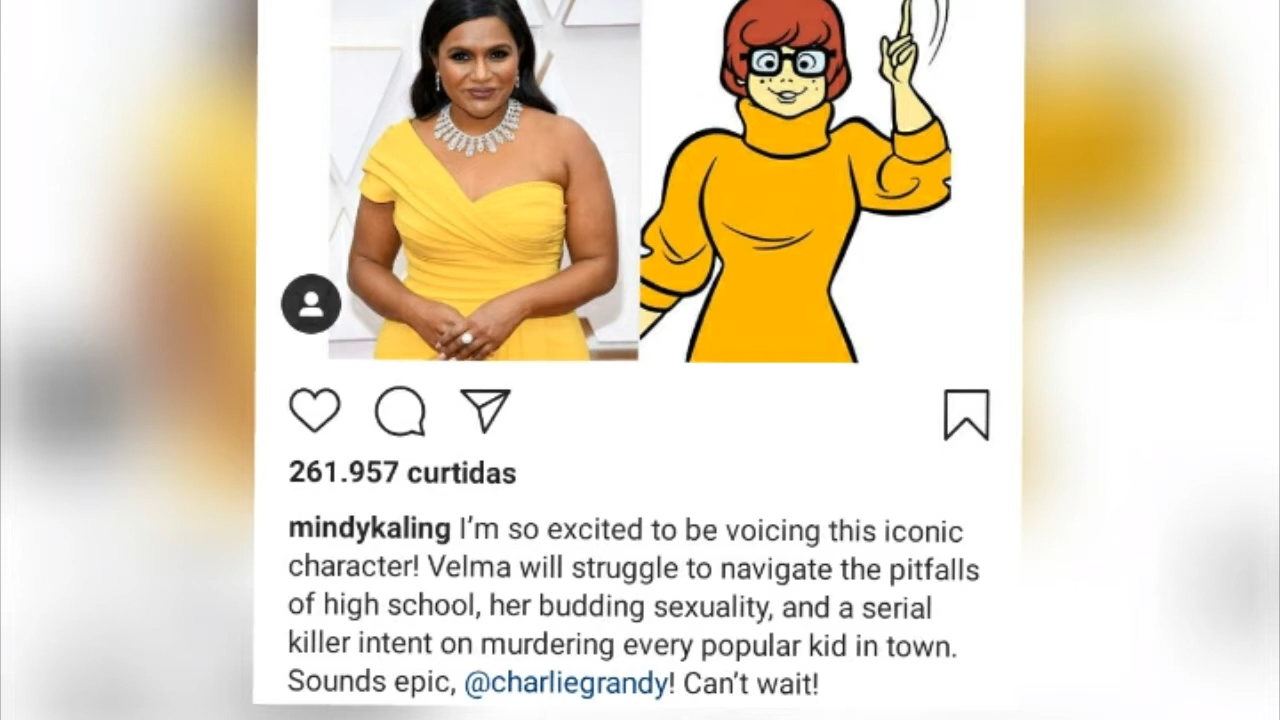 261.957 curtidas
mindykaling I'm so excited to be voicing this iconic
character! Velma will struggle to navigate the pitfalls
of high school, her budding sexuality, and a serial
killer intent on murdering every popular kid in town.
Sounds epic, @charliegrandy! Can't wait!